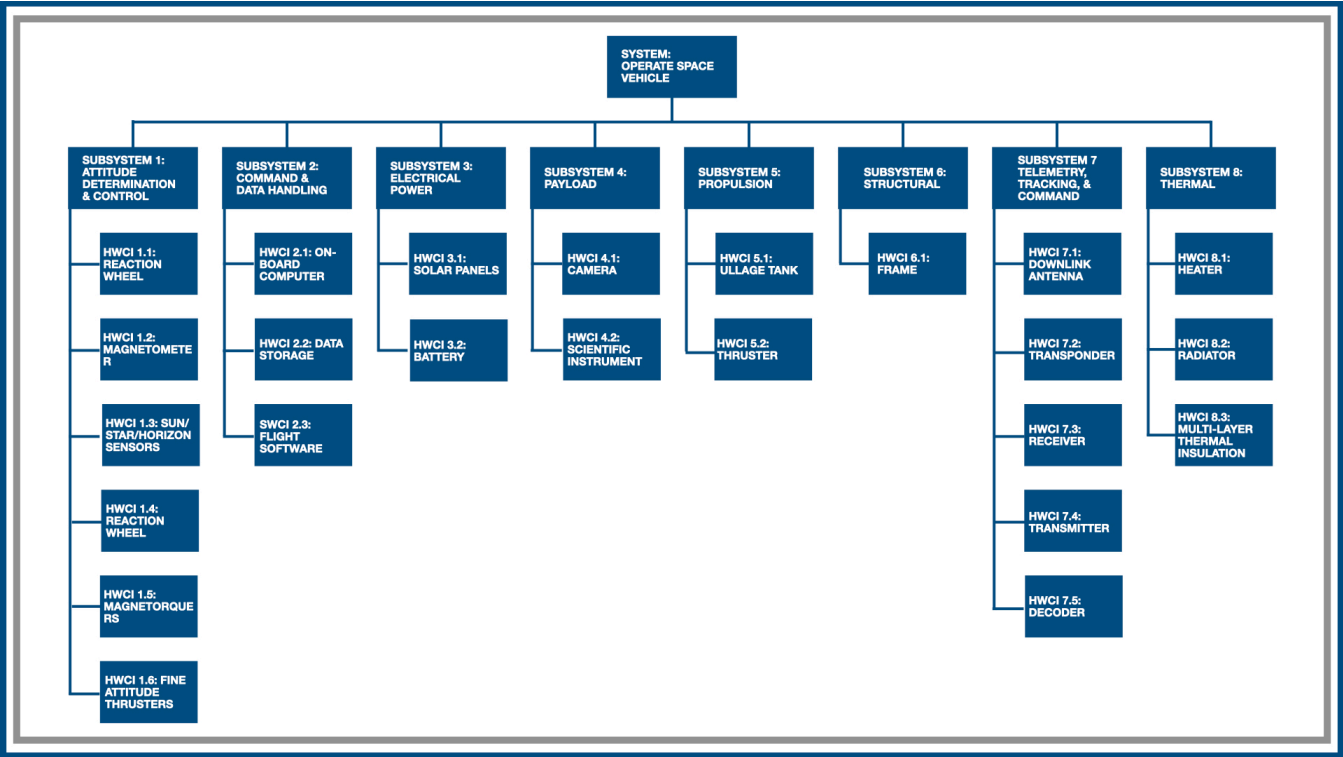 SYSTEM:
OPERATE SPACE
VEHICLE
SUBSYSTEM 1:
ATTITUDE
DETERMINATION
& CONTROL
HWCI 1.1:
REACTION
WHEEL
HWCI 1.2:
MAGNETOMETE
R
HWCI 1.3: SUN/
STAR/HORIZON
SENSORS
HWCI 1.4:
REACTION
WHEEL
HWCI 1.5:
MAGNETORQUE
RS
HWCI 1.6: FINE
ATTITUDE
THRUSTERS
SUBSYSTEM 2:
COMMAND &
DATA HANDLING
HWCI 2.1: ON-
BOARD
COMPUTER
HWCI 2.2: DATA
STORAGE
SWCI 2.3:
FLIGHT
SOFTWARE
SUBSYSTEM 3:
ELECTRICAL
POWER
HWCI 3.1:
SOLAR PANELS
HWCI 3.2:
BATTERY
SUBSYSTEM 4:
PAYLOAD
HWCI 4.1:
CAMERA
HWCI 4.2:
SCIENTIFIC
INSTRUMENT
SUBSYSTEM 5:
PROPULSION
HWCI 5.1:
ULLAGE TANK
HWCI 5.2:
THRUSTER
SUBSYSTEM 6:
STRUCTURAL
HWCI 6.1:
FRAME
SUBSYSTEM 7
TELEMETRY,
TRACKING, &
COMMAND
HWCI 7.1:
DOWNLINK
ANTENNA
HWCI 7.2:
TRANSPONDER
HWCI 7.3:
RECEIVER
HWCI 7.4:
TRANSMITTER
HWCI 7.5:
DECODER
SUBSYSTEM 8:
THERMAL
HWCI 8.1:
HEATER
HWCI 8.2:
RADIATOR
HWCI 8.3:
MULTI-LAYER
THERMAL
INSULATION